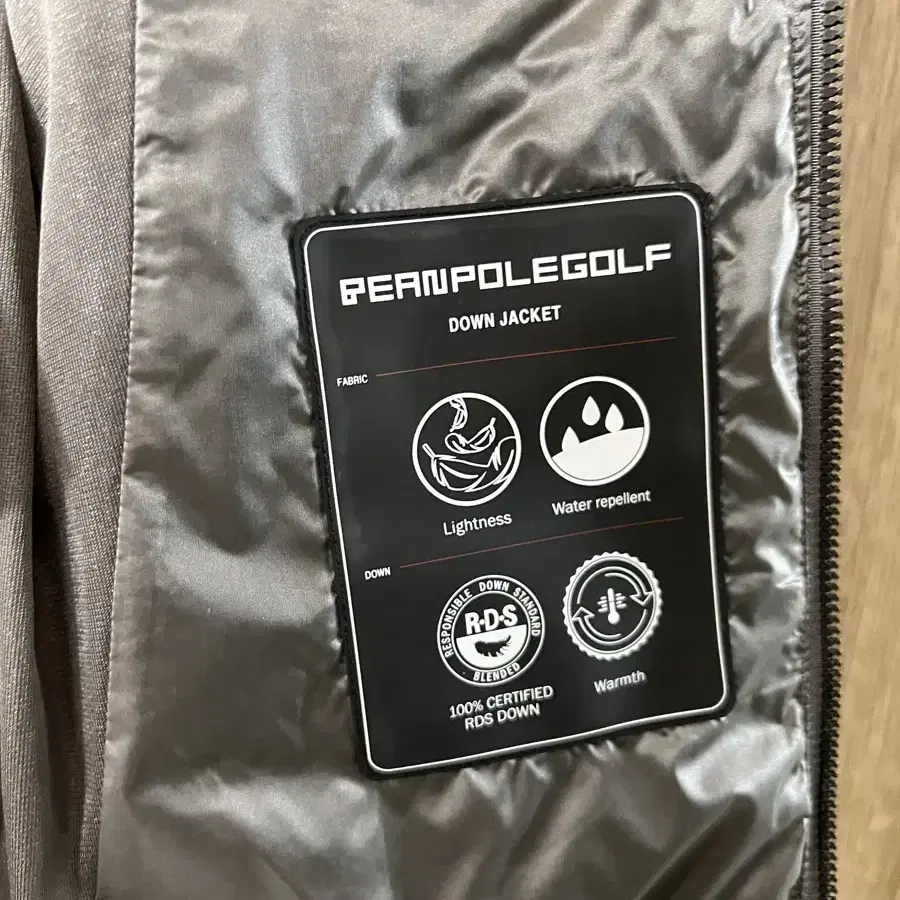 BEANPOLEGOLF
DOWN JACKET
FABRIC
Lightness
Water repellent
DOWN
RESPONSIBLE DOWN STANDARD
R·D·S
BLENDED
100% CERTIFIED
RDS DOWN
Warmth